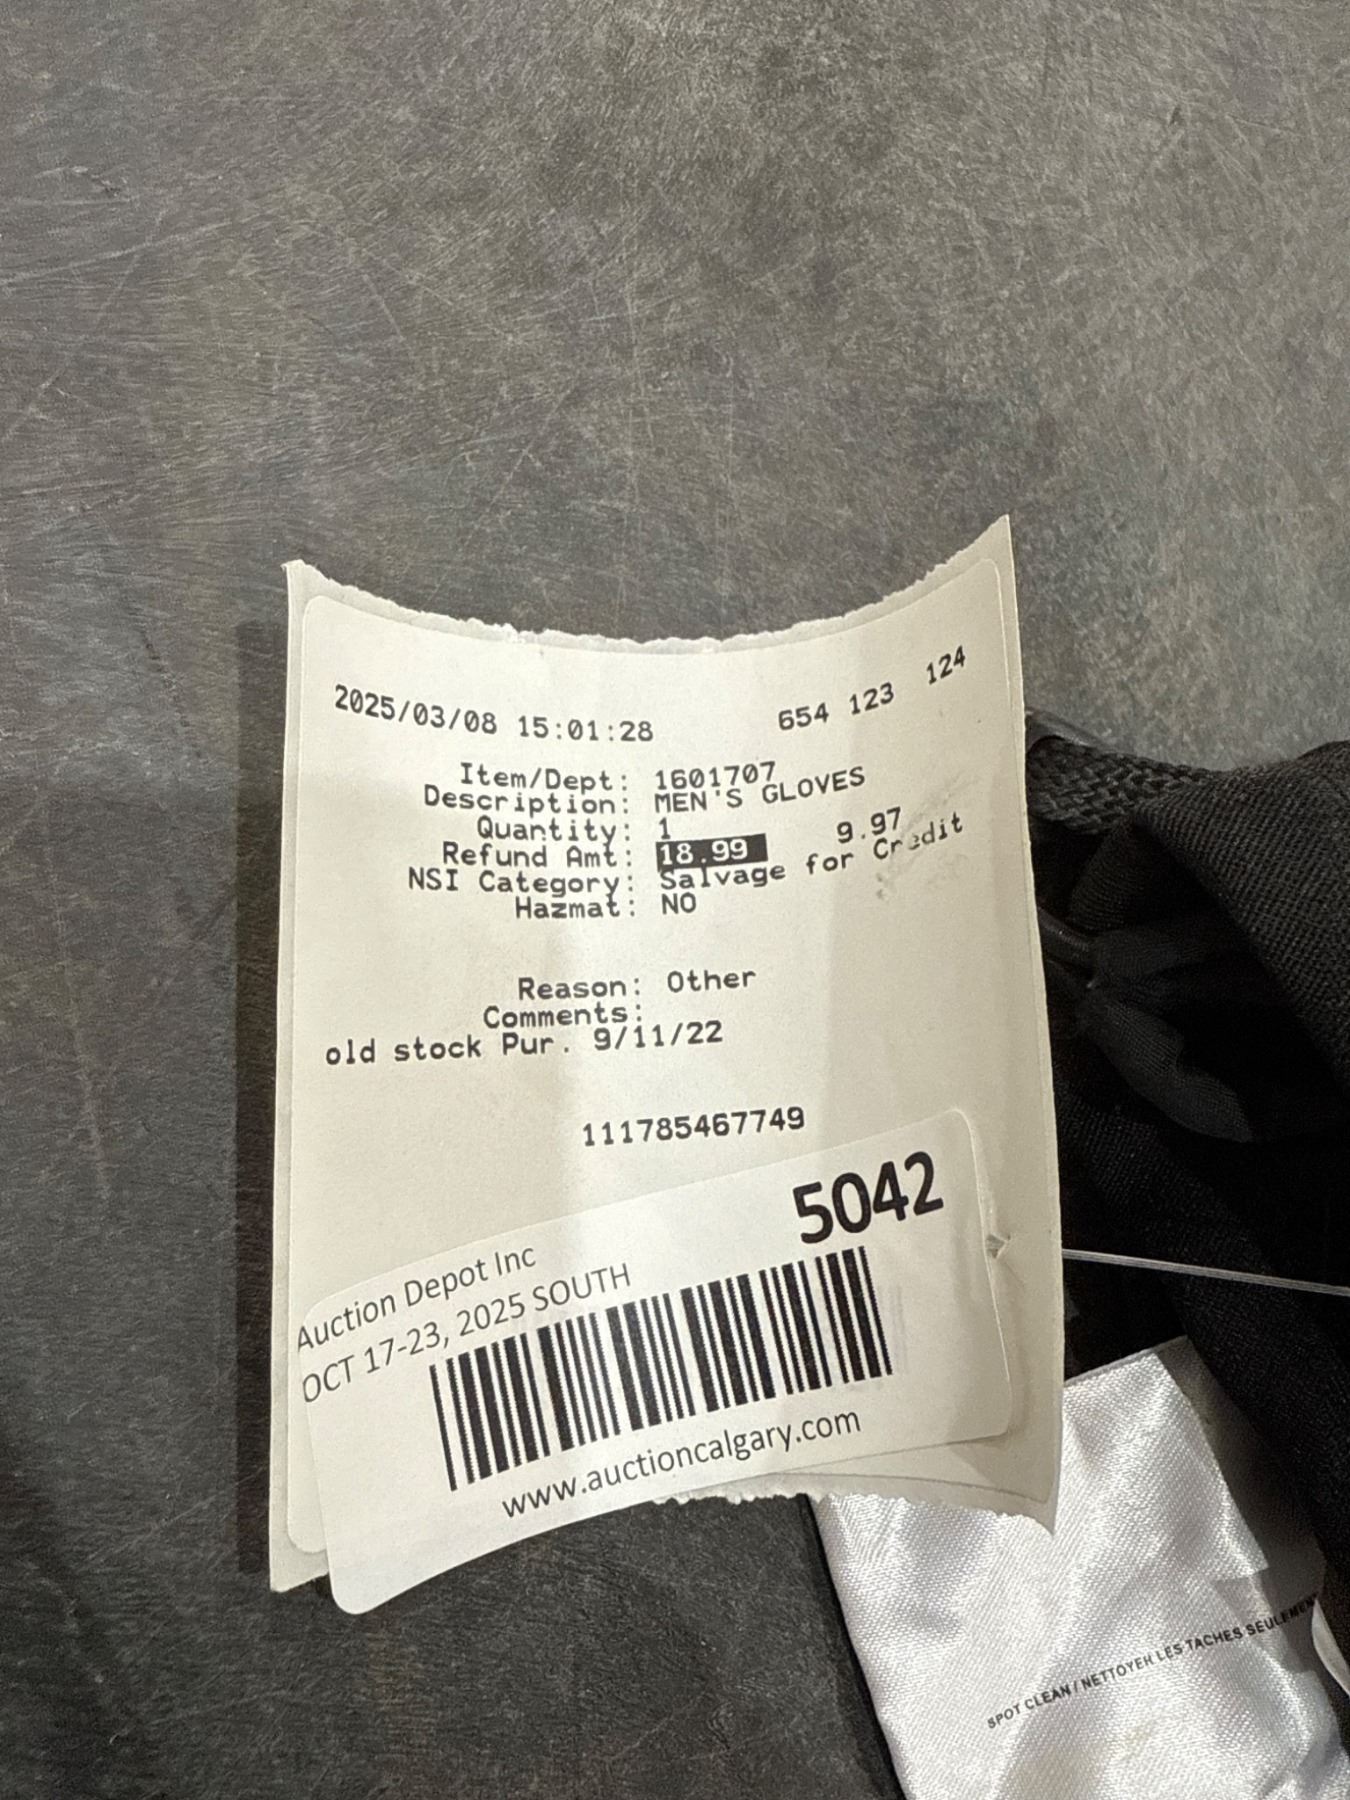 2025/03/08 15:01:28 654 123 124
Item/Dept: 1601707
Description: MEN'S GLOVES
Quantity: 1 9.97
Refund Amt: 18.99
NSI Category: Salvage for Credit
Hazmat: NO
Reason: Other
Comments:
old stock Pur. 9/11/22
111785467749
5042
Auction Depot Inc
OCT 17-23, 2025 SOUTH
www.auctioncalgary.com
SPOT CLEAN / NETTOYER LES TACHES SEULEMEN